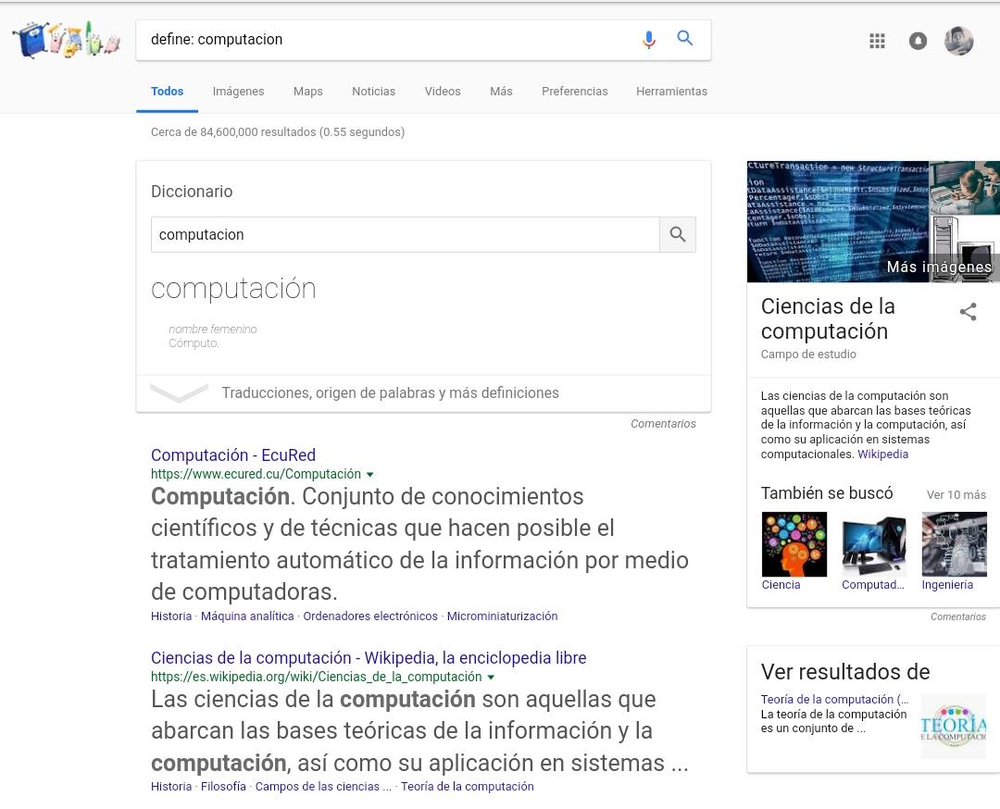 define: computacion
Todos
Imágenes
Maps
Noticias
Videos
Más
Preferencias
Herramientas
Cerca de 84,600,000 resultados (0.55 segundos)
Diccionario
computacion
computación
nombre femenino
Cómputo.
Traducciones, origen de palabras y más definiciones
Comentarios
Computación - EcuRed
https://www.ecured.cu/Computación
Computación. Conjunto de conocimientos
científicos y de técnicas que hacen posible el
tratamiento automático de la información por medio
de computadoras.
Historia · Máquina analítica · Ordenadores electrónicos · Microminiaturización
Ciencias de la computación - Wikipedia, la enciclopedia libre
https://es.wikipedia.org/wiki/Ciencias_de_la_computación
Las ciencias de la computación son aquellas que
abarcan las bases teóricas de la información y la
computación, así como su aplicación en sistemas ...
Historia · Filosofía · Campos de las ciencias ... · Teoría de la computación
Más imágenes
Ciencias de la
computación
Campo de estudio
Las ciencias de la computación son
aquellas que abarcan las bases teóricas
de la información y la computación, así
como su aplicación en sistemas
computacionales. Wikipedia
También se buscó
Ver 10 más
Ciencia
Computad...
Ingeniería
Comentarios
Ver resultados de
Teoría de la computación (...
La teoría de la computación
es un conjunto de ...
TEORÍA